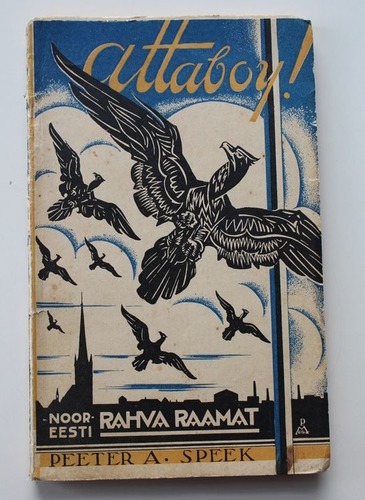 attaboy!
NOOR-
EESTI
RAHVA RAAMAT
PEETER A. SPEEK